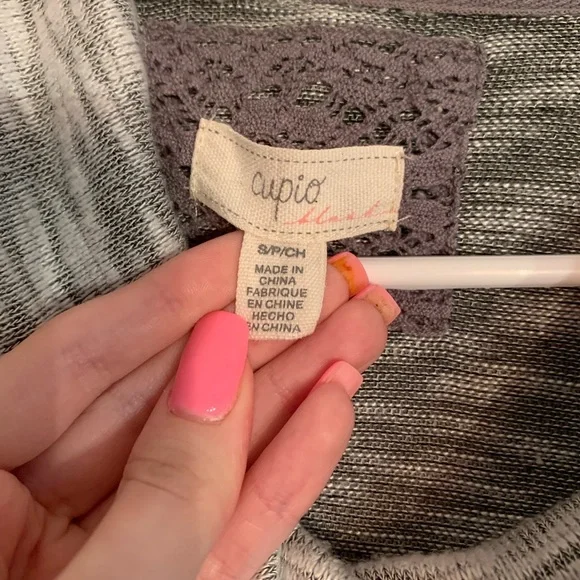 cupio
blush
S/P/CH
MADE IN
CHINA
FABRIQUE
EN CHINE
HECHO
EN CHINA